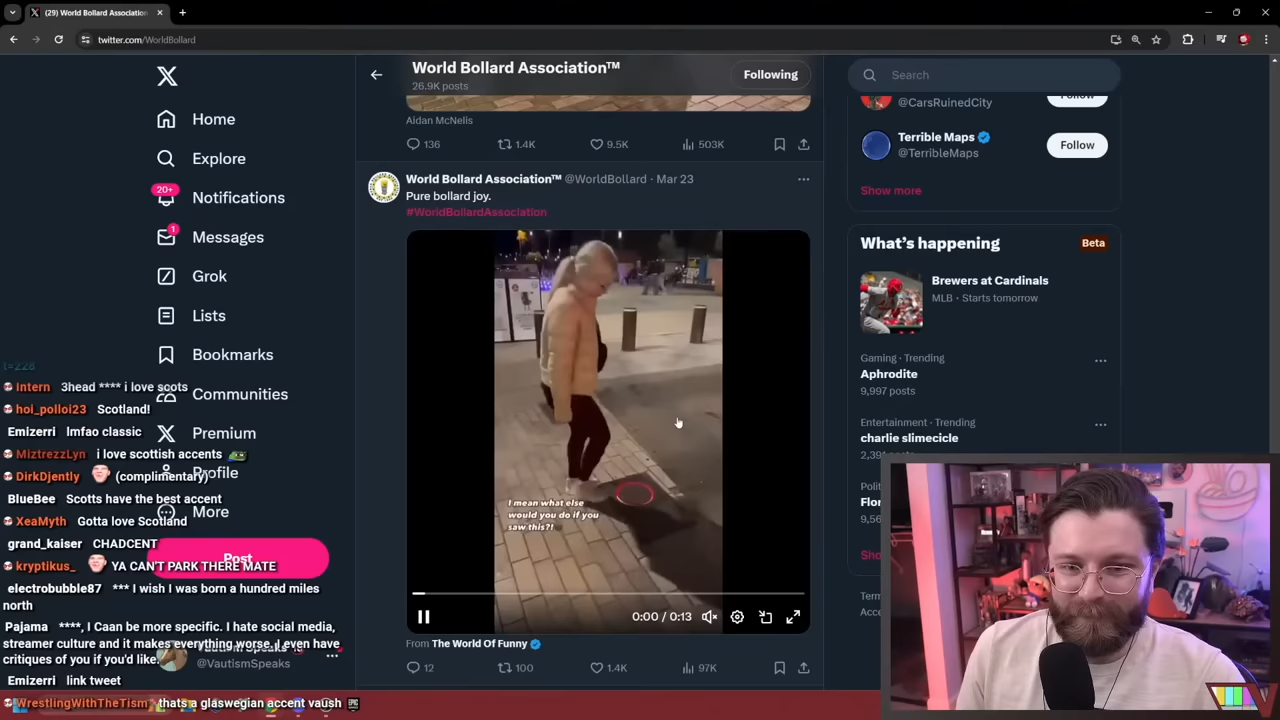 (29) World Bollard Association
twitter.com/WorldBollard
World Bollard Association™
26.9K posts
Following
Search
Home
Explore
20+
Notifications
1
Messages
Grok
Lists
Bookmarks
Communities
Premium
Profile
More
Post
@VautismSpeaks
Aidan McNelis
136
1.4K
9.5K
503K
World Bollard Association™ @WorldBollard · Mar 23
Pure bollard joy.
#WorldBollardAssociation
I mean what else
would you do if you
saw this?!
0:00 / 0:13
From The World Of Funny
12
100
1.4K
97K
@CarsRuinedCity
Follow
Terrible Maps
@TerribleMaps
Follow
Show more
What's happening
Beta
Brewers at Cardinals
MLB · Starts tomorrow
Gaming · Trending
Aphrodite
9,997 posts
Entertainment · Trending
charlie slimecicle
t=228
Intern 3head **** i love scots
hoi_polloi23 Scotland!
Emizerri lmfao classic
MiztrezzLyn i love scottish accents
DirkDjently (complimentary)
BlueBee Scotts have the best accent
XeaMyth Gotta love Scotland
grand_kaiser CHADCENT
kryptikus_ YA CAN'T PARK THERE MATE
electrobubble87 *** I wish I was born a hundred miles
north
Pajama ****, I Caan be more specific. I hate social media,
streamer culture and it makes everything worse. I even have
critiques of you if you'd like.
Emizerri link tweet
WrestlingWithTheTism thats a glaswegian accent vaush